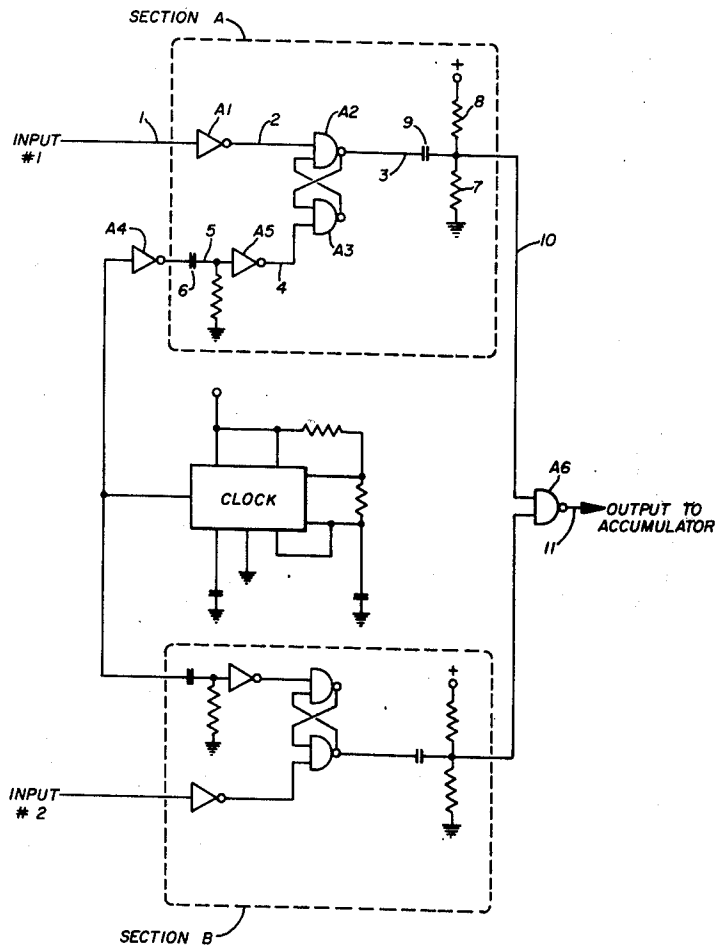 SECTION A
1
A1
2
A2
+
8
9
INPUT
#1
3
7
A4
5
A5
A3
10
6
4
CLOCK
A6
OUTPUT TO
ACCUMULATOR
11
+
INPUT
# 2
SECTION B